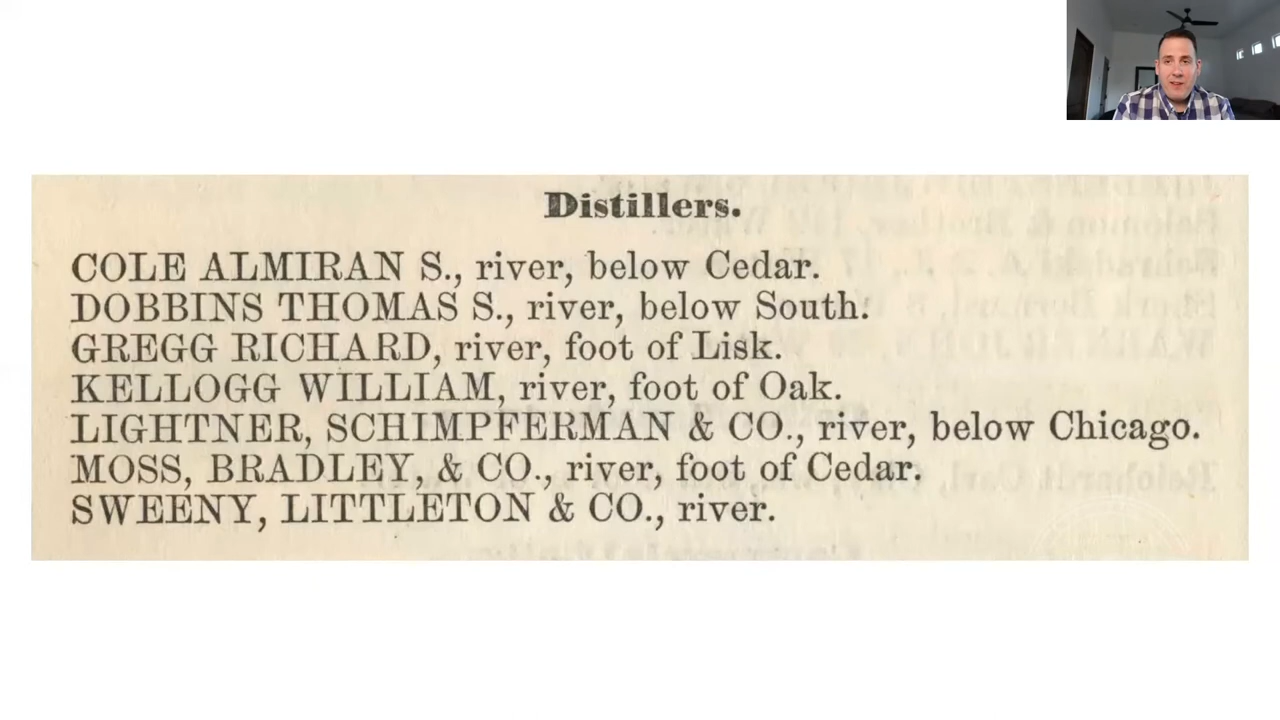 Distillers.
COLE ALMIRAN S., river, below Cedar.
DOBBINS THOMAS S., river, below South.
GREGG RICHARD, river, foot of Lisk.
KELLOGG WILLIAM, river, foot of Oak.
LIGHTNER, SCHIMPFERMAN & CO., river, below Chicago.
MOSS, BRADLEY, & CO., river, foot of Cedar.
SWEENY, LITTLETON & CO., river.